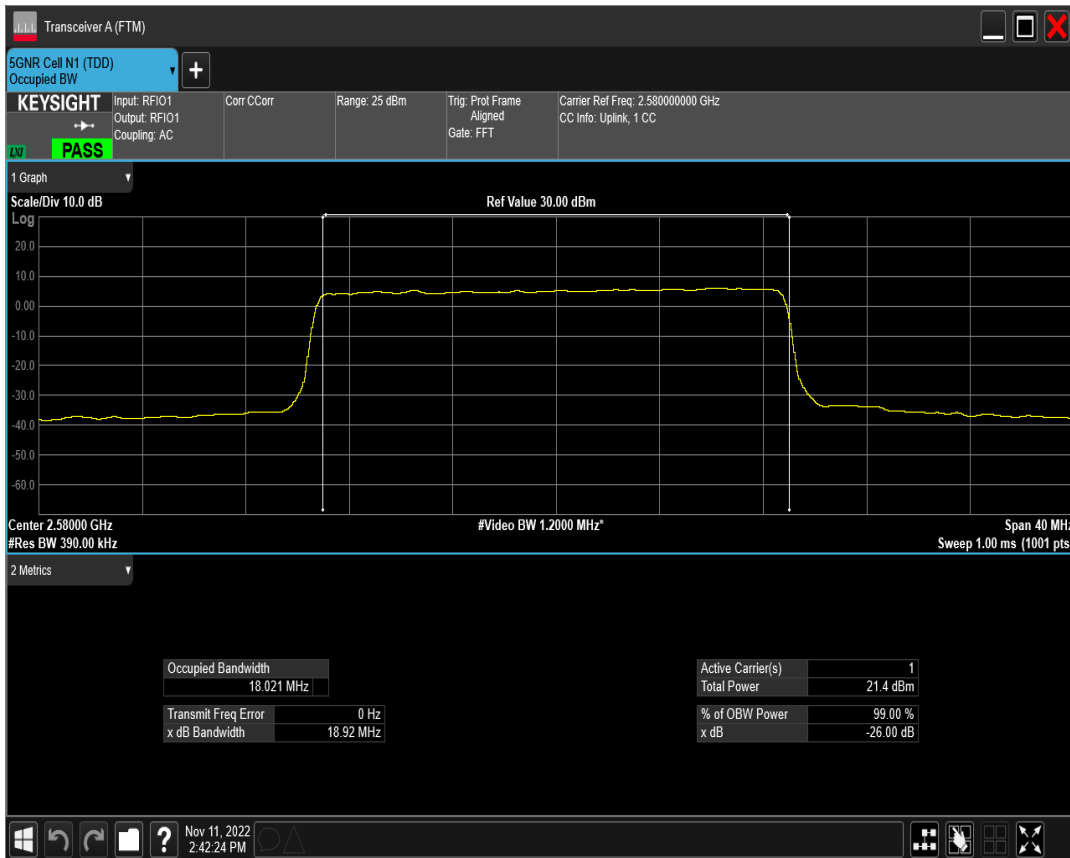 Transceiver A (FTM)
5GNR Cell N1 (TDD)
Occupied BW
+
KEYSIGHT
Input: RFIO1
Output: RFIO1
Coupling: AC
Corr CCorr
Range: 25 dBm
Trig: Prot Frame
Aligned
Gate: FFT
Carrier Ref Freq: 2.580000000 GHz
CC Info: Uplink, 1 CC
LXI
PASS
1 Graph
Scale/Div 10.0 dB
Ref Value 30.00 dBm
Log
20.0
10.0
0.00
-10.0
-20.0
-30.0
-40.0
-50.0
-60.0
Center 2.58000 GHz
#Video BW 1.2000 MHz*
Span 40 MHz
#Res BW 390.00 kHz
Sweep 1.00 ms (1001 pts
2 Metrics
Occupied Bandwidth
18.021 MHz
Transmit Freq Error 0 Hz
x dB Bandwidth 18.92 MHz
Active Carrier(s) 1
Total Power 21.4 dBm
% of OBW Power 99.00 %
x dB -26.00 dB
?
Nov 11, 2022
2:42:24 PM